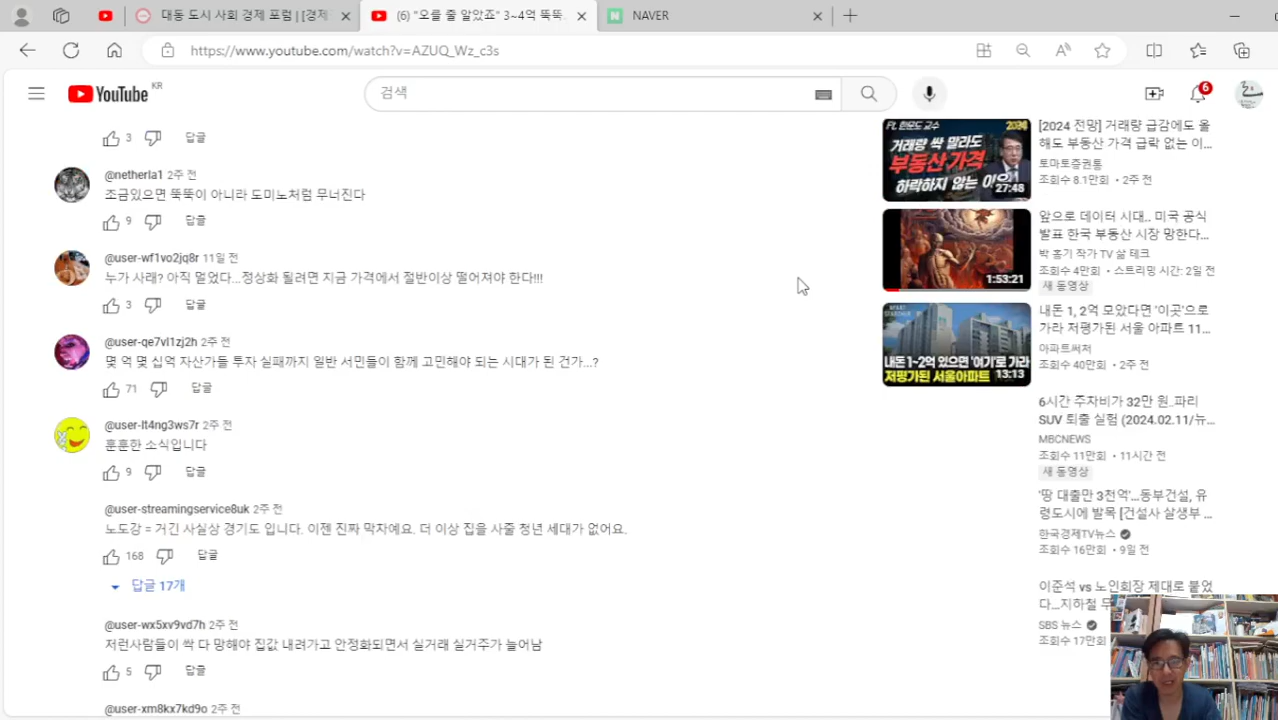 대동 도시 사회 경제 포럼 | [경제
(6) "오를 줄 알았죠" 3~4억 뚝뚝.
NAVER
https://www.youtube.com/watch?v=AZUQ_Wz_c3s
YouTube KR
검색
6
3
답글
@netherla1 2주 전
조금있으면 뚝뚝이 아니라 도미노처럼 무너진다
9
답글
@user-wf1vo2jq8r 11일 전
누가 사래? 아직 멀었다...정상화 될려면 지금 가격에서 절반이상 떨어져야 한다!!!
3
답글
@user-qe7vl1zj2h 2주 전
몇 억 몇 십억 자산가들 투자 실패까지 일반 서민들이 함께 고민해야 되는 시대가 된 건가...?
71
답글
@user-lt4ng3ws7r 2주 전
훈훈한 소식입니다
9
답글
@user-streamingservice8uk 2주 전
노도강 = 거긴 사실상 경기도 입니다. 이젠 진짜 막차예요. 더 이상 집을 사줄 청년 세대가 없어요.
168
답글
답글 17개
@user-wx5xv9vd7h 2주 전
저런사람들이 싹 다 망해야 집값 내려가고 안정화되면서 실거래 실거주가 늘어남
5
답글
@user-xm8kx7kd9o 2주 전
Ft. 한문도 교수
2024
거래량 싹 말라도
부동산가격
하락하지 않는 이유
27:48
[2024 전망] 거래량 급감에도 올
해도 부동산 가격 급락 없는 이...
토마토증권통
조회수 8.1만회 • 2주 전
1:53:21
앞으로 데이터 시대.. 미국 공식
발표 한국 부동산 시장 망한다...
박 홍기 작가 TV 삶 테크
조회수 4만회 • 스트리밍 시간: 2일 전
새 동영상
내돈 1~2억 있으면 '여기'로 가라
저평가된 서울아파트
13:13
내돈 1, 2억 모았다면 '이곳'으로
가라 저평가된 서울 아파트 11...
아파트써처
조회수 40만회 • 2주 전
6시간 주차비가 32만 원..파리
SUV 퇴출 실험 (2024.02.11/뉴...
MBCNEWS
조회수 11만회 • 11시간 전
새 동영상
'땅 대출만 3천억'...동부건설, 유
령도시에 발목 [건설사 살생부 ...
한국경제TV뉴스
조회수 16만회 • 9일 전
이준석 vs 노인회장 제대로 붙었
다...지하철 무
SBS 뉴스
조회수 17만회